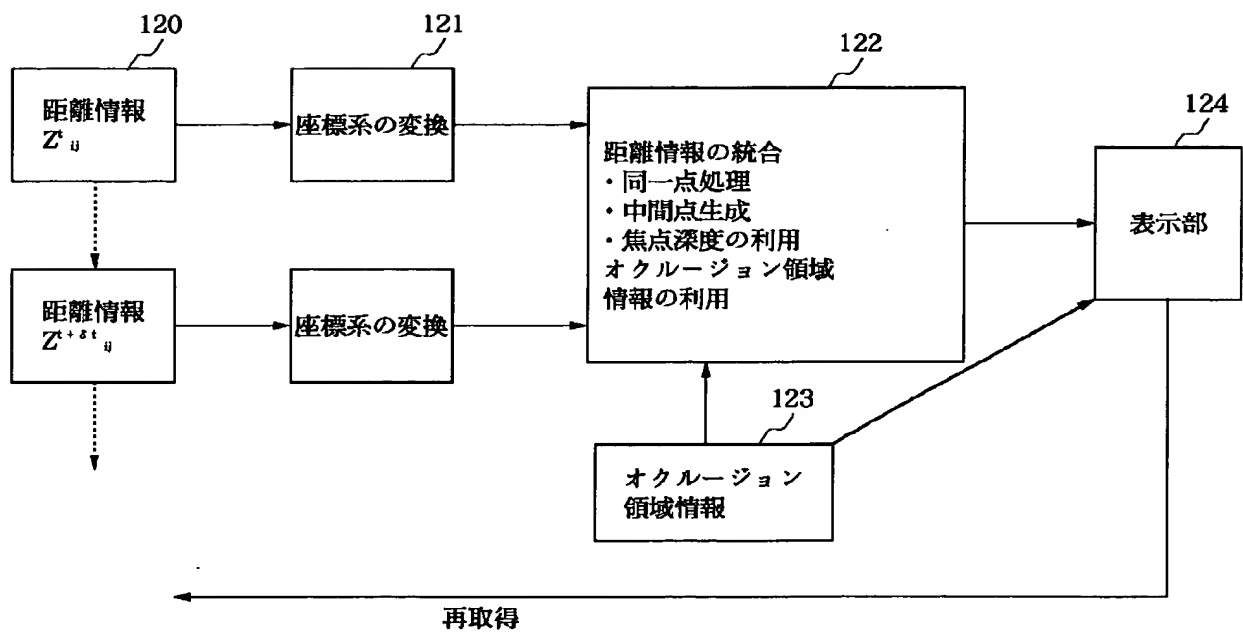 120
121
122
124
距離情報
Z^t_ij
座標系の変換
距離情報の統合
・同一点処理
・中間点生成
・焦点深度の利用
オクルージョン領域
情報の利用
表示部
距離情報
Z^t+δt_ij
座標系の変換
123
オクルージョン
領域情報
再取得